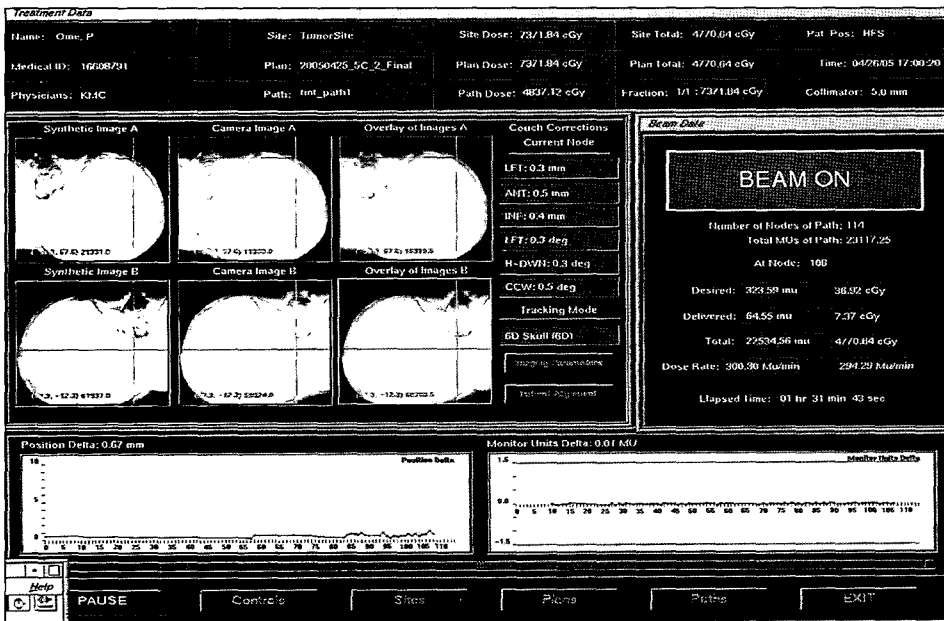 Treatment Data
Name: Ome, P Site: TumorSite Site Dose: 7371.84 cGy Site Total: 4770.64 cGy Pat Pos: HFS
Medical ID: 16608791 Plan: 20050425_SC_2_Final Plan Dose: 7371.84 cGy Plan Total: 4770.64 cGy Time: 04/26/05 17:00:20
Physicians: KMC Path: tmt_path1 Path Dose: 4837.12 cGy Fraction: 1/1 :7371.84 cGy Collimator: 5.0 mm
Synthetic Image A Camera Image A Overlay of Images A
Synthetic Image B Camera Image B Overlay of Images B
Couch Corrections
Current Node
LFT: 0.3 mm
ANT: 0.5 mm
INF: 0.4 mm
LFT: 0.3 deg
H-DWN: 0.3 deg
CCW: 0.5 deg
Tracking Mode
6D Skull (6D)
Imaging Parameters
Patient Alignment
Beam Data
BEAM ON
Number of Nodes of Path: 114
Total MUs of Path: 23117.25
At Node: 108
Desired: 323.59 mu 36.92 cGy
Delivered: 64.55 mu 7.37 cGy
Total: 22534.56 mu 4770.64 cGy
Dose Rate: 300.30 Mu/min 294.29 Mu/min
Elapsed Time: 01 hr 31 min 43 sec
Position Delta: 0.67 mm
Position Delta
10
5
0
0 5 10 15 20 25 30 35 40 45 50 55 60 65 70 75 80 85 90 95 100 105 110
Monitor Units Delta: 0.01 MU
Monitor Units Delta
1.5
0.0
-1.5
0 5 10 15 20 25 30 35 40 45 50 55 60 65 70 75 80 85 90 95 100 105 110
Help
PAUSE Controls Sites Plans Paths EXIT